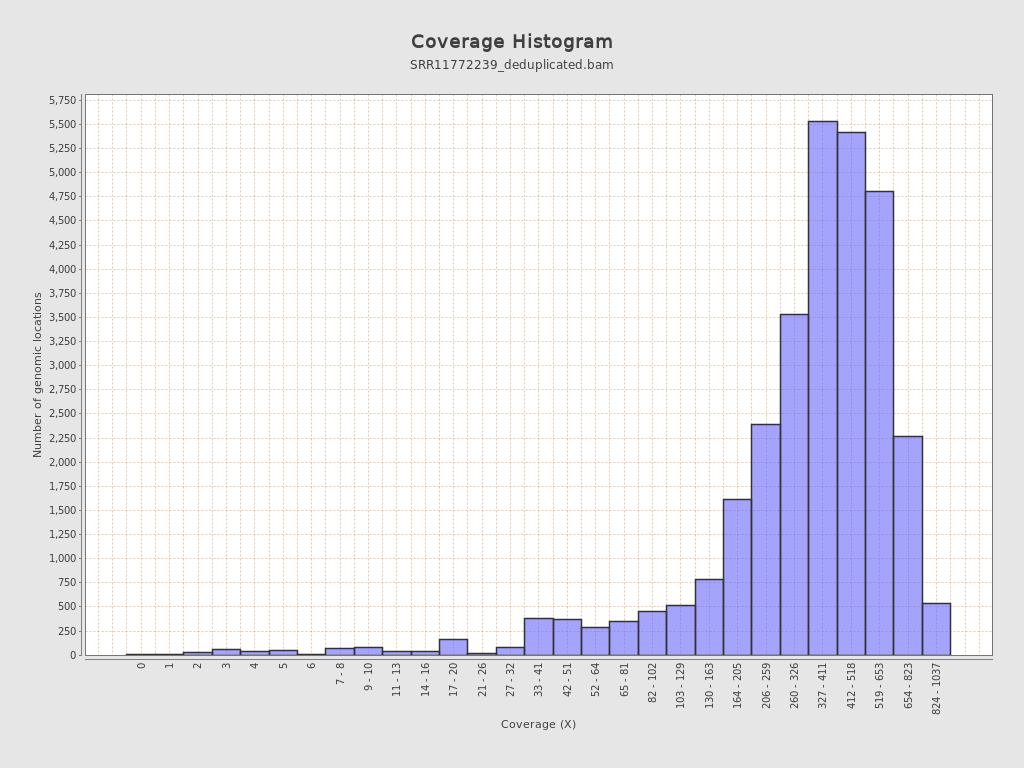 Coverage Histogram
SRR11772239_deduplicated.bam
Number of genomic locations
5,750
5,500
5,250
5,000
4,750
4,500
4,250
4,000
3,750
3,500
3,250
3,000
2,750
2,500
2,250
2,000
1,750
1,500
1,250
1,000
750
500
250
0
0
1
2
3
4
5
6
7 - 8
9 - 10
11 - 13
14 - 16
17 - 20
21 - 26
27 - 32
33 - 41
42 - 51
52 - 64
65 - 81
82 - 102
103 - 129
130 - 163
164 - 205
206 - 259
260 - 326
327 - 411
412 - 518
519 - 653
654 - 823
824 - 1037
Coverage (X)